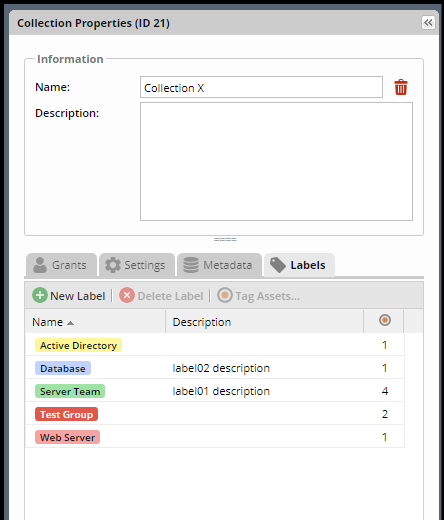 Collection Properties (ID 21)
Information
Name: Collection X
Description:
Grants Settings Metadata Labels
New Label Delete Label Tag Assets...
Name Description
Active Directory 1
Database label02 description 1
Server Team label01 description 4
Test Group 2
Web Server 1